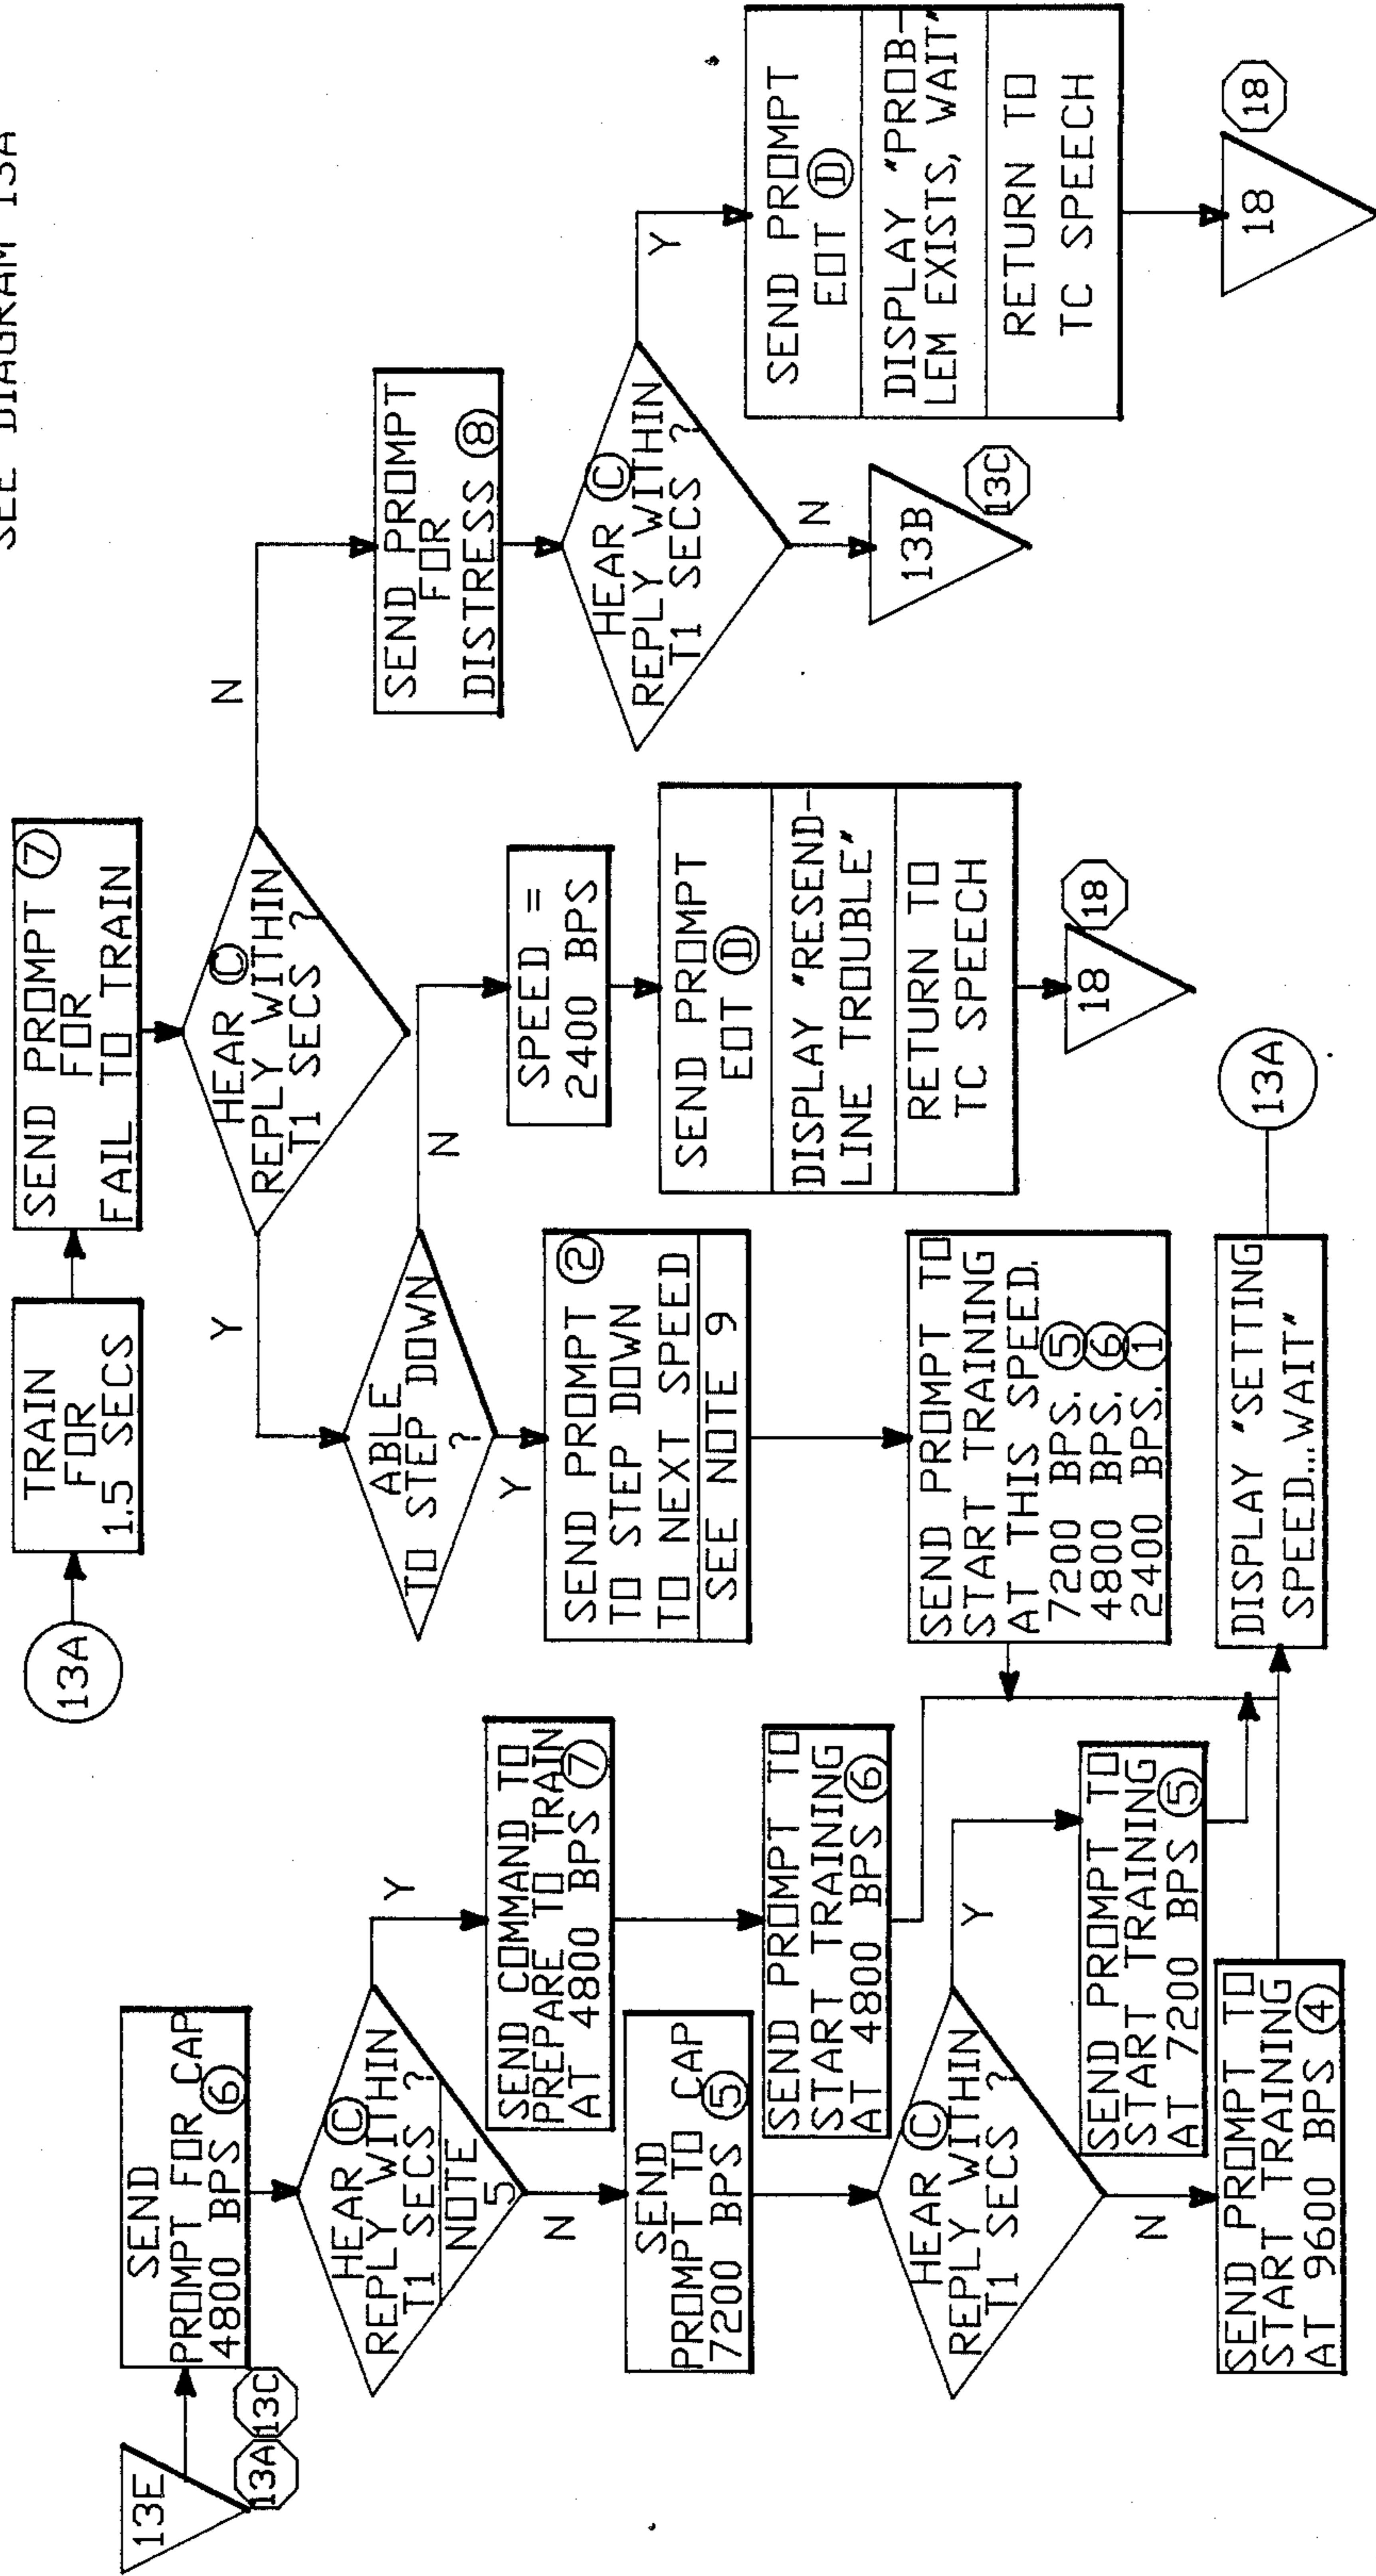 SEE DIAGRAM 13A
13E
13A
13C
SEND
PROMPT FOR CAP
4800 BPS ⑥
HEAR Ⓒ
REPLY WITHIN
T1 SECS ?
NOTE
5
Y
N
SEND COMMAND TO
PREPARE TO TRAIN
AT 4800 BPS ⑦
SEND
PROMPT TO CAP
7200 BPS ⑤
SEND PROMPT TO
START TRAINING
AT 4800 BPS ⑥
HEAR Ⓒ
REPLY WITHIN
T1 SECS ?
Y
N
SEND PROMPT TO
START TRAINING
AT 7200 BPS ⑤
SEND PROMPT TO
START TRAINING
AT 9600 BPS ④
13A
TRAIN
FOR
1.5 SECS
SEND PROMPT ⑦
FOR
FAIL TO TRAIN
HEAR Ⓒ
REPLY WITHIN
T1 SECS ?
Y
N
ABLE
TO STEP DOWN
?
Y
N
SEND PROMPT ②
TO STEP DOWN
TO NEXT SPEED
SEE NOTE 9
SEND PROMPT TO
START TRAINING
AT THIS SPEED.
7200 BPS. ⑤
4800 BPS. ⑥
2400 BPS. ①
DISPLAY "SETTING
SPEED...WAIT"
13A
SPEED =
2400 BPS
SEND PROMPT
EOT Ⓓ
DISPLAY "RESEND-
LINE TROUBLE"
RETURN TO
TC SPEECH
18
18
SEND PROMPT
FOR
DISTRESS ⑧
HEAR Ⓒ
REPLY WITHIN
T1 SECS ?
Y
N
13B
13C
SEND PROMPT
EOT Ⓓ
DISPLAY "PROB-
LEM EXISTS, WAIT"
RETURN TO
TC SPEECH
18
18